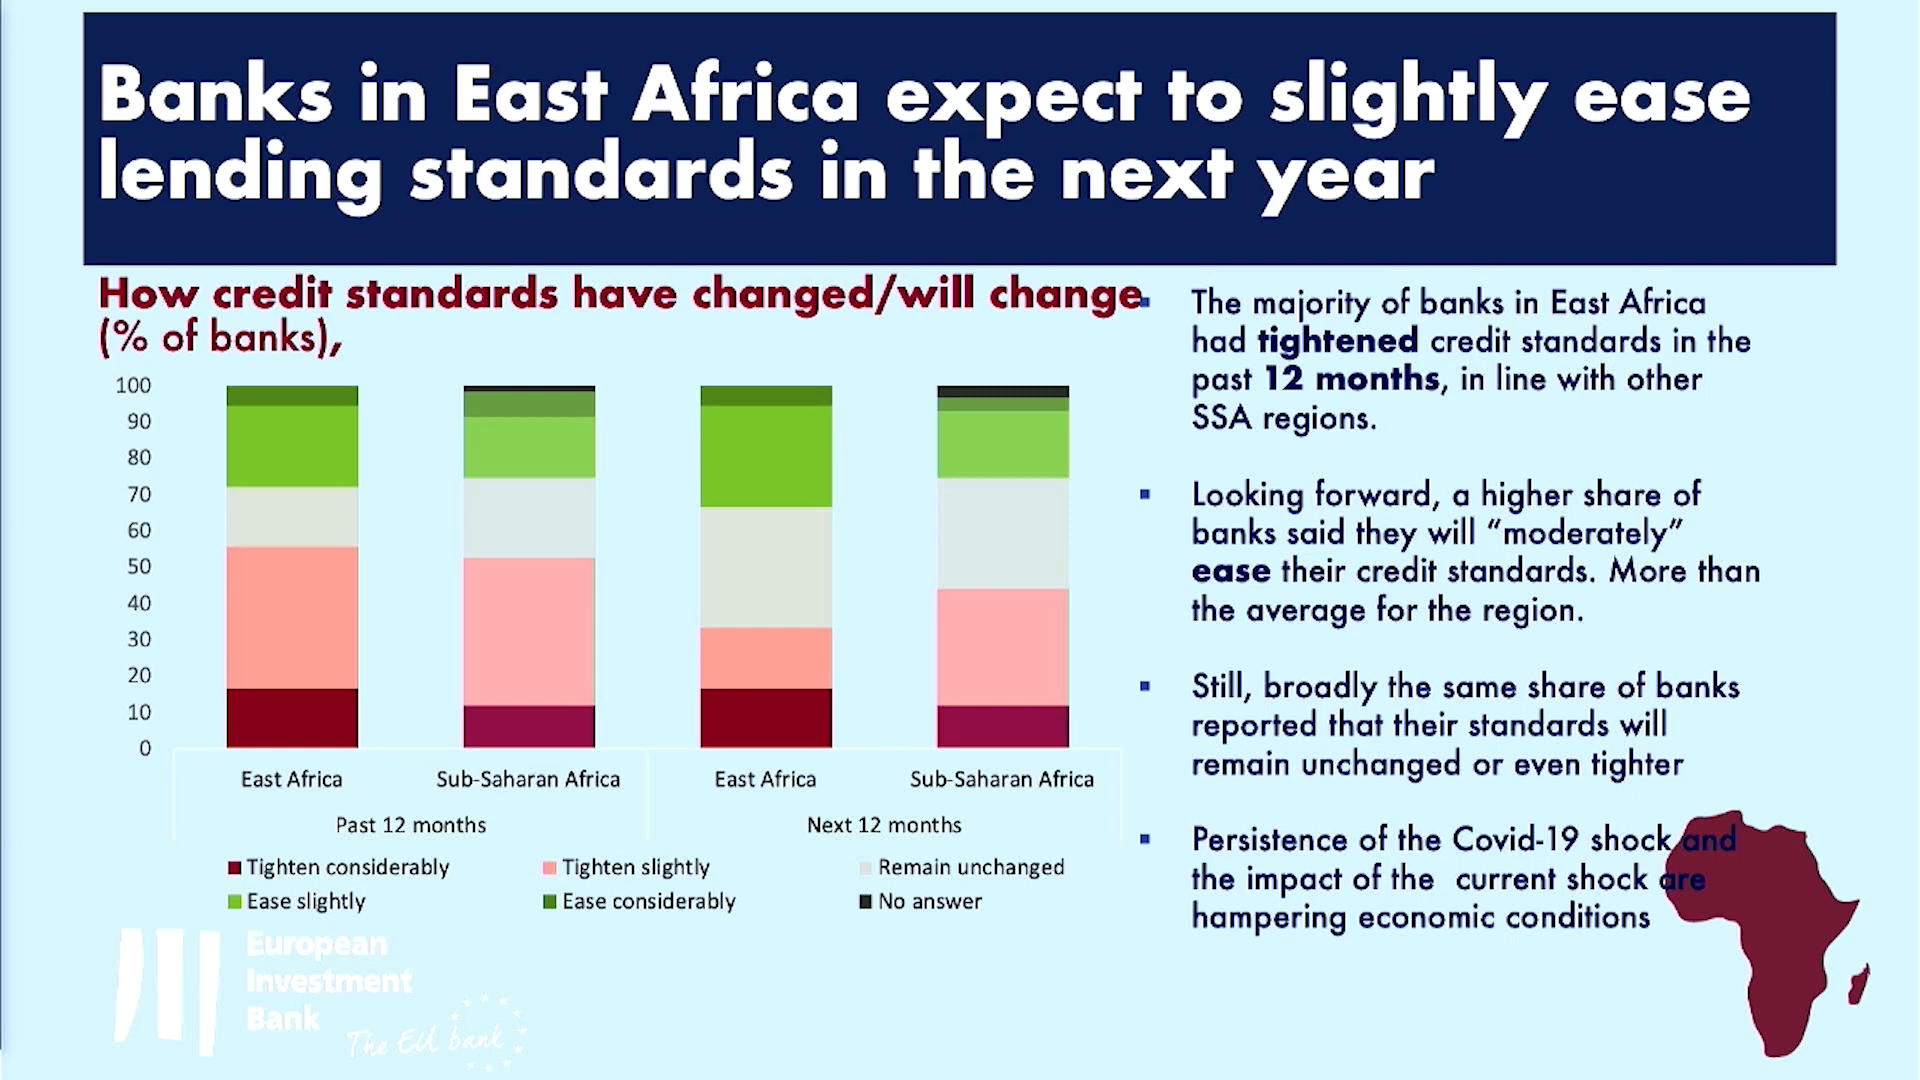 Banks in East Africa expect to slightly ease
lending standards in the next year
How credit standards have changed/will change
(% of banks),
100
90
80
70
60
50
40
30
20
10
0
East Africa
Sub-Saharan Africa
East Africa
Sub-Saharan Africa
Past 12 months
Next 12 months
Tighten considerably
Tighten slightly
Remain unchanged
Ease slightly
Ease considerably
No answer
The majority of banks in East Africa
had tightened credit standards in the
past 12 months, in line with other
SSA regions.
Looking forward, a higher share of
banks said they will “moderately”
ease their credit standards. More than
the average for the region.
Still, broadly the same share of banks
reported that their standards will
remain unchanged or even tighter
Persistence of the Covid-19 shock and
the impact of the current shock are
hampering economic conditions
European
Investment
Bank
The EU bank